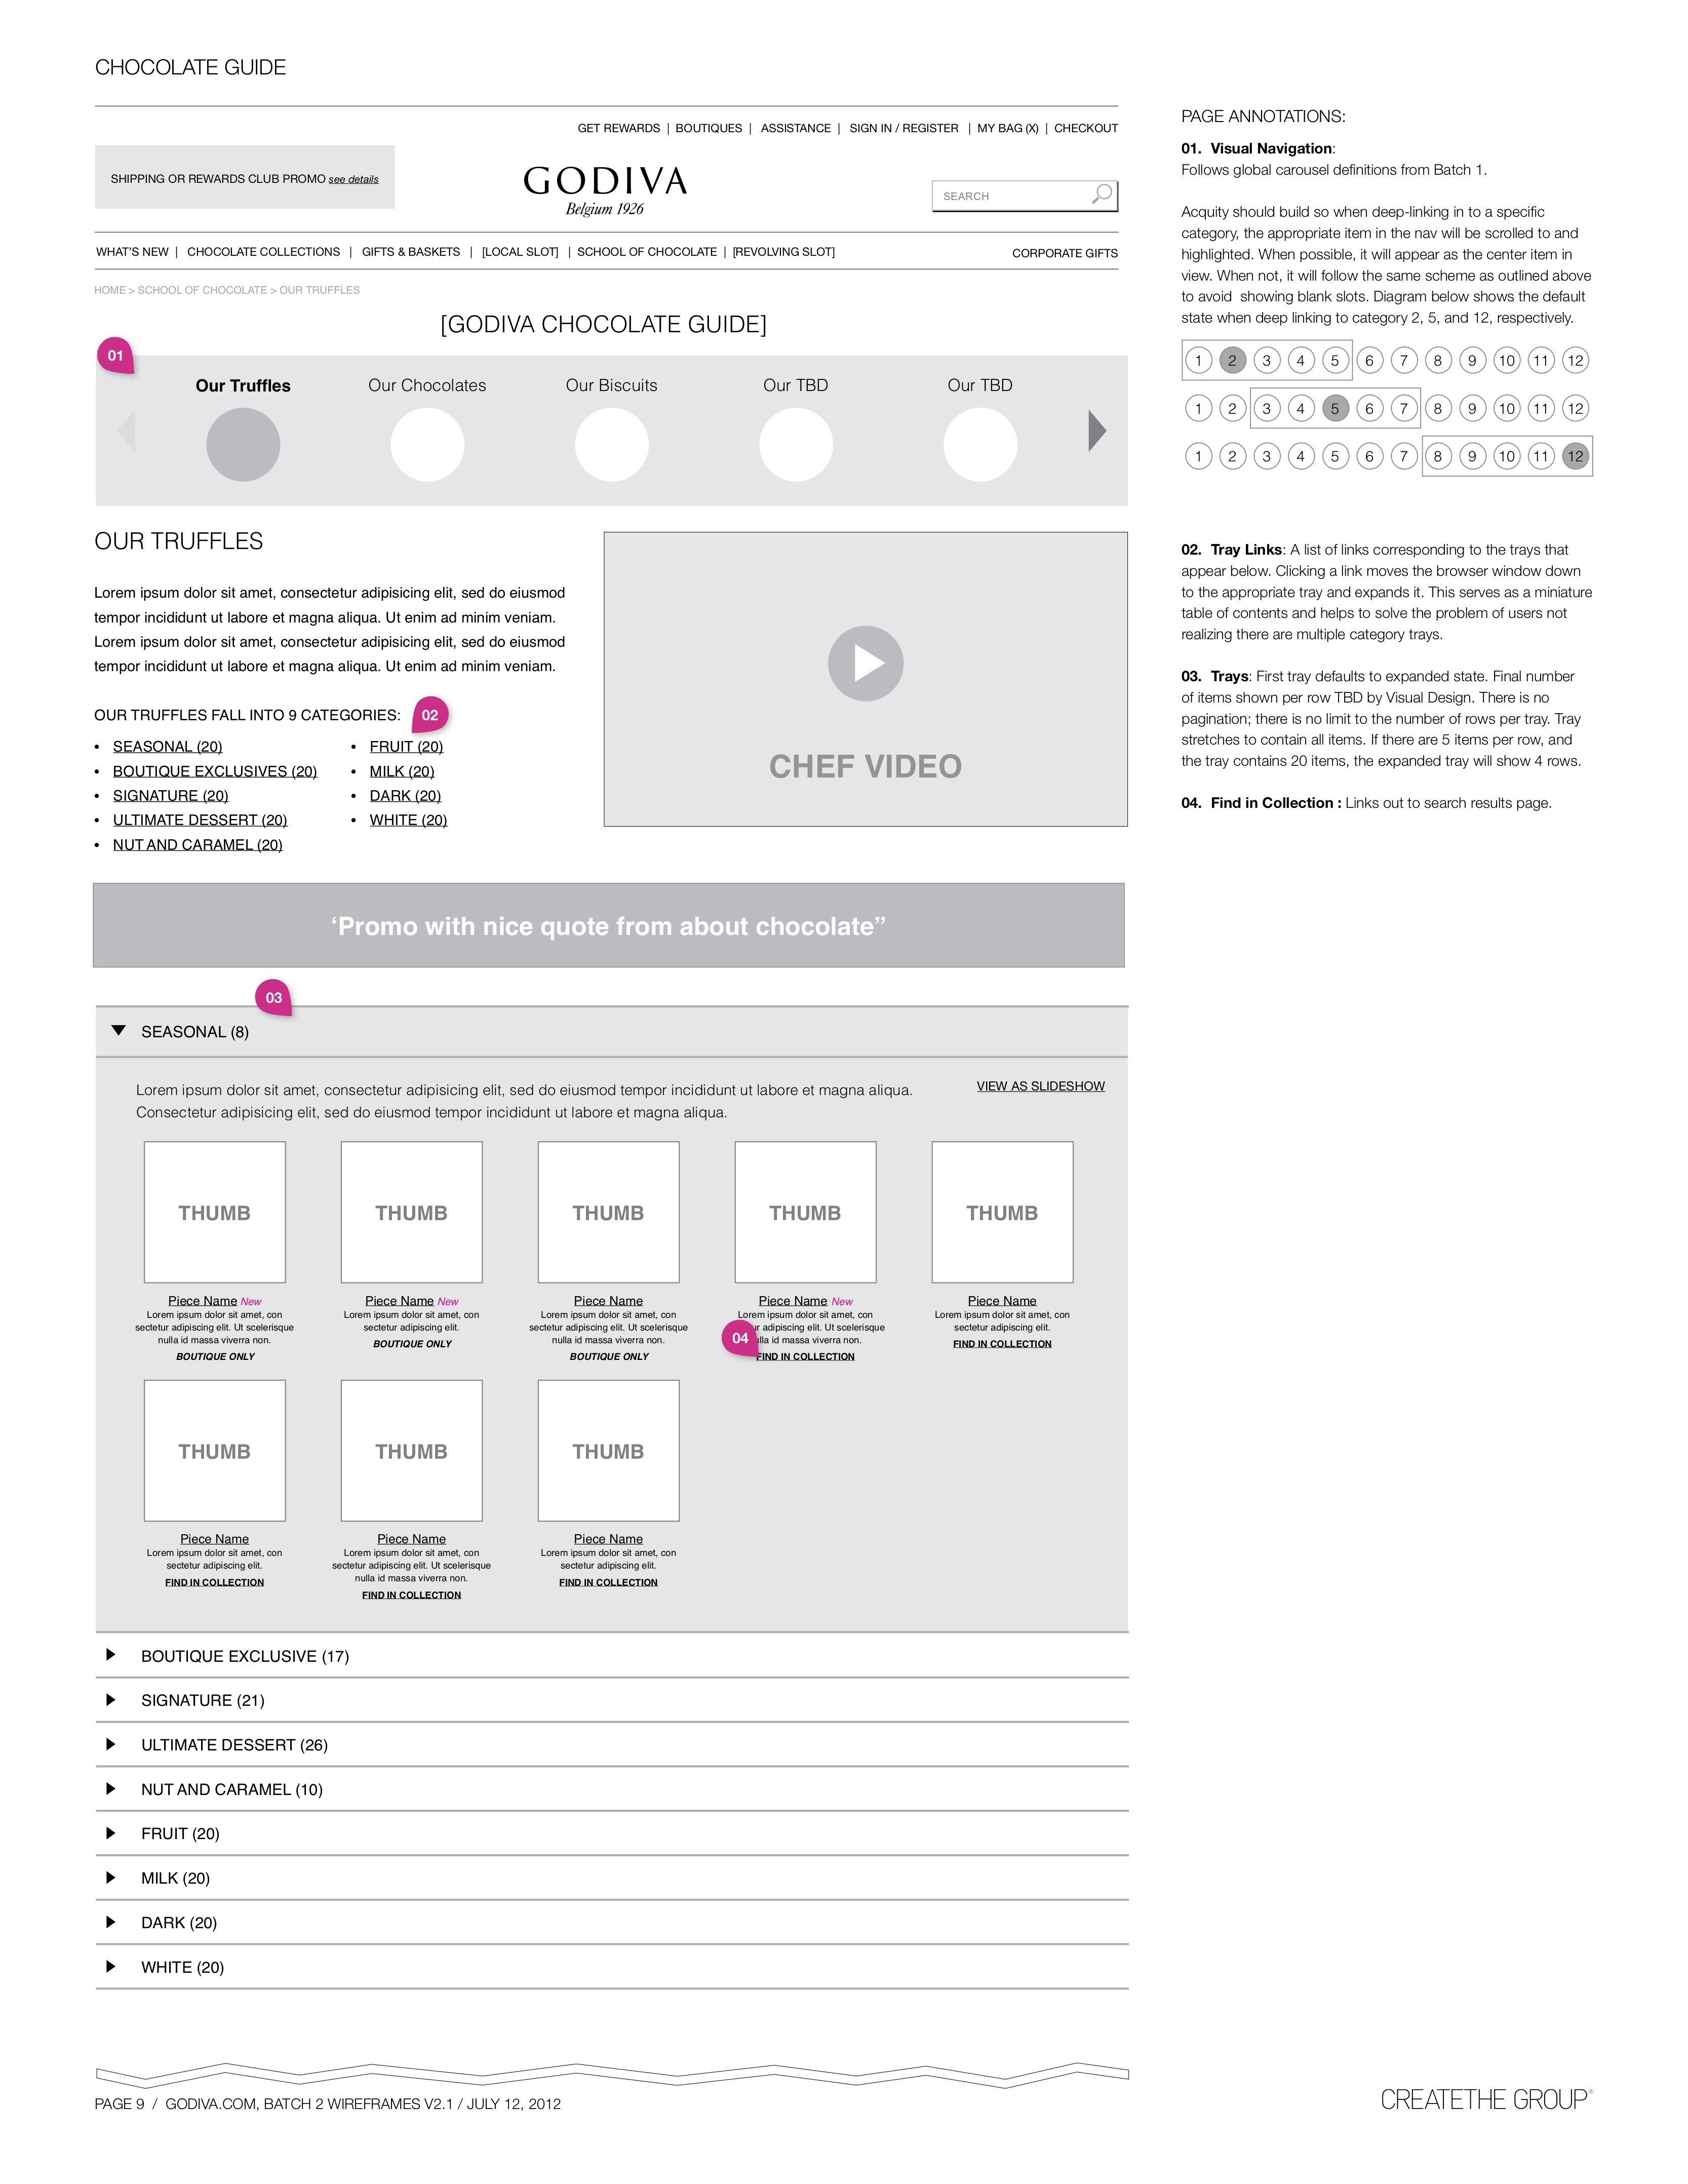 CHOCOLATE GUIDE
GET REWARDS | BOUTIQUES | ASSISTANCE | SIGN IN / REGISTER | MY BAG (X) | CHECKOUT
SHIPPING OR REWARDS CLUB PROMO see details
GODIVA
Belgium 1926
SEARCH
WHAT'S NEW | CHOCOLATE COLLECTIONS | GIFTS & BASKETS | [LOCAL SLOT] | SCHOOL OF CHOCOLATE | [REVOLVING SLOT]
CORPORATE GIFTS
HOME > SCHOOL OF CHOCOLATE > OUR TRUFFLES
[GODIVA CHOCOLATE GUIDE]
01
Our Truffles
Our Chocolates
Our Biscuits
Our TBD
Our TBD
OUR TRUFFLES
Lorem ipsum dolor sit amet, consectetur adipisicing elit, sed do eiusmod
tempor incididunt ut labore et magna aliqua. Ut enim ad minim veniam.
Lorem ipsum dolor sit amet, consectetur adipisicing elit, sed do eiusmod
tempor incididunt ut labore et magna aliqua. Ut enim ad minim veniam.
OUR TRUFFLES FALL INTO 9 CATEGORIES:
02
• SEASONAL (20)
• BOUTIQUE EXCLUSIVES (20)
• SIGNATURE (20)
• ULTIMATE DESSERT (20)
• NUT AND CARAMEL (20)
• FRUIT (20)
• MILK (20)
• DARK (20)
• WHITE (20)
CHEF VIDEO
‘Promo with nice quote from about chocolate”
03
SEASONAL (8)
Lorem ipsum dolor sit amet, consectetur adipisicing elit, sed do eiusmod tempor incididunt ut labore et magna aliqua.
Consectetur adipisicing elit, sed do eiusmod tempor incididunt ut labore et magna aliqua.
VIEW AS SLIDESHOW
THUMB
Piece Name New
Lorem ipsum dolor sit amet, con
sectetur adipiscing elit. Ut scelerisque
nulla id massa viverra non.
BOUTIQUE ONLY
THUMB
Piece Name New
Lorem ipsum dolor sit amet, con
sectetur adipiscing elit.
BOUTIQUE ONLY
THUMB
Piece Name
Lorem ipsum dolor sit amet, con
sectetur adipiscing elit. Ut scelerisque
nulla id massa viverra non.
BOUTIQUE ONLY
THUMB
Piece Name New
Lorem ipsum dolor sit amet, con
adipiscing elit. Ut scelerisque
id massa viverra non.
04
FIND IN COLLECTION
THUMB
Piece Name
Lorem ipsum dolor sit amet, con
sectetur adipiscing elit.
FIND IN COLLECTION
THUMB
Piece Name
Lorem ipsum dolor sit amet, con
sectetur adipiscing elit.
FIND IN COLLECTION
THUMB
Piece Name
Lorem ipsum dolor sit amet, con
sectetur adipiscing elit. Ut scelerisque
nulla id massa viverra non.
FIND IN COLLECTION
THUMB
Piece Name
Lorem ipsum dolor sit amet, con
sectetur adipiscing elit.
FIND IN COLLECTION
BOUTIQUE EXCLUSIVE (17)
SIGNATURE (21)
ULTIMATE DESSERT (26)
NUT AND CARAMEL (10)
FRUIT (20)
MILK (20)
DARK (20)
WHITE (20)
PAGE ANNOTATIONS:
01. Visual Navigation:
Follows global carousel definitions from Batch 1.
Acquity should build so when deep-linking in to a specific
category, the appropriate item in the nav will be scrolled to and
highlighted. When possible, it will appear as the center item in
view. When not, it will follow the same scheme as outlined above
to avoid showing blank slots. Diagram below shows the default
state when deep linking to category 2, 5, and 12, respectively.
1 2 3 4 5 6 7 8 9 10 11 12
1 2 3 4 5 6 7 8 9 10 11 12
1 2 3 4 5 6 7 8 9 10 11 12
02. Tray Links: A list of links corresponding to the trays that
appear below. Clicking a link moves the browser window down
to the appropriate tray and expands it. This serves as a miniature
table of contents and helps to solve the problem of users not
realizing there are multiple category trays.
03. Trays: First tray defaults to expanded state. Final number
of items shown per row TBD by Visual Design. There is no
pagination; there is no limit to the number of rows per tray. Tray
stretches to contain all items. If there are 5 items per row, and
the tray contains 20 items, the expanded tray will show 4 rows.
04. Find in Collection : Links out to search results page.
PAGE 9 / GODIVA.COM, BATCH 2 WIREFRAMES V2.1 / JULY 12, 2012
CREATETHE GROUP®